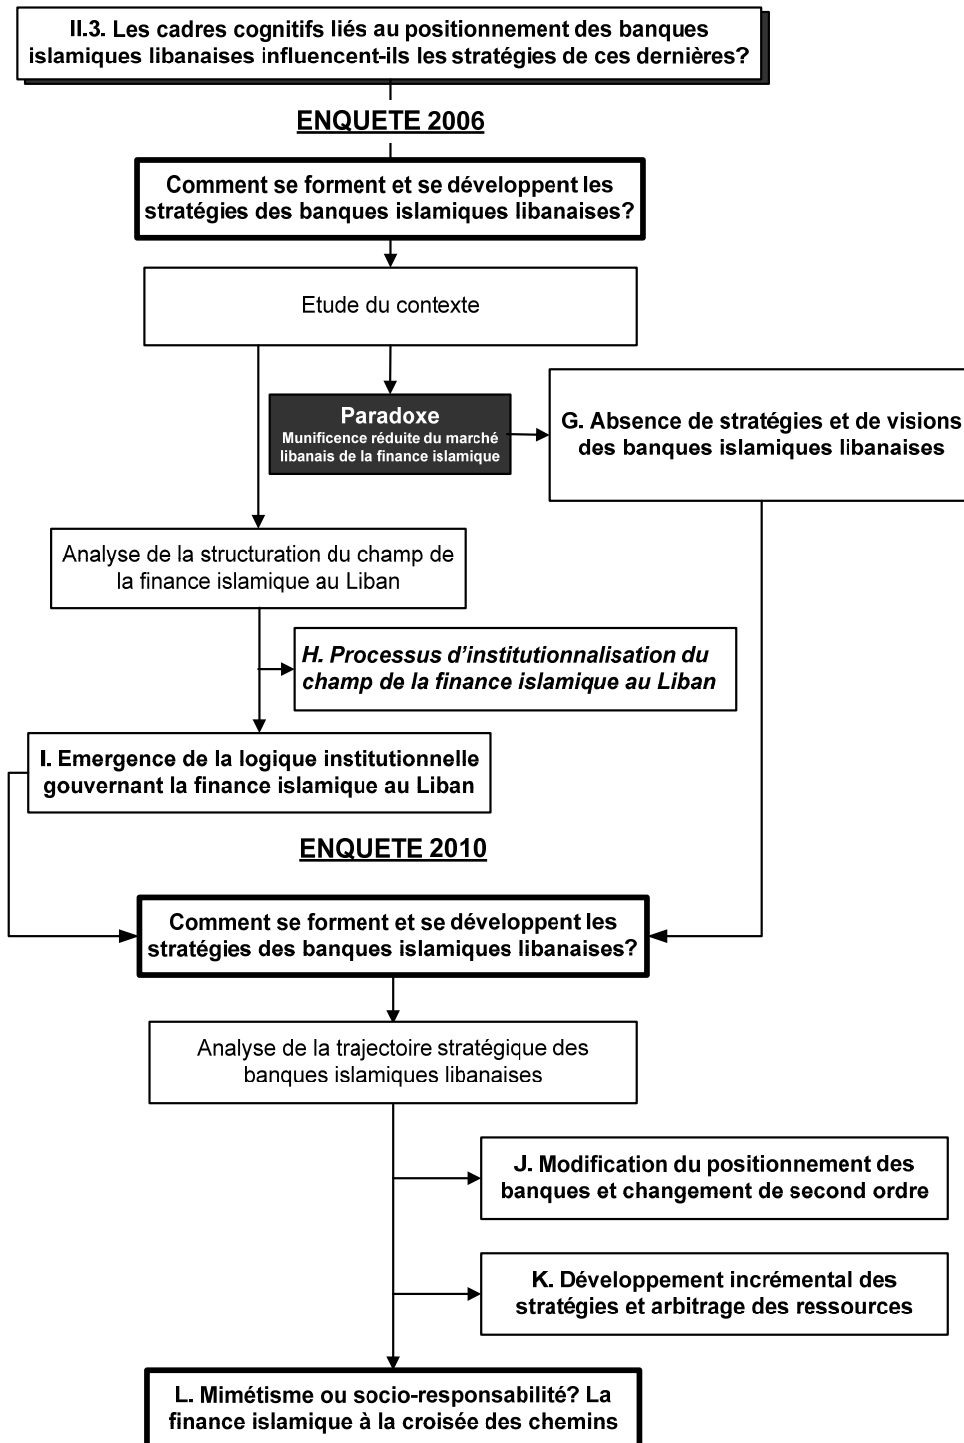 II.3. Les cadres cognitifs liés au positionnement des banques
islamiques libanaises influencent-ils les stratégies de ces dernières?
ENQUETE 2006
Comment se forment et se développent les
stratégies des banques islamiques libanaises?
Etude du contexte
Paradoxe
Munificence réduite du marché
libanais de la finance islamique
G. Absence de stratégies et de visions
des banques islamiques libanaises
Analyse de la structuration du champ de
la finance islamique au Liban
H. Processus d'institutionnalisation du
champ de la finance islamique au Liban
I. Emergence de la logique institutionnelle
gouvernant la finance islamique au Liban
ENQUETE 2010
Comment se forment et se développent les
stratégies des banques islamiques libanaises?
Analyse de la trajectoire stratégique des
banques islamiques libanaises
J. Modification du positionnement des
banques et changement de second ordre
K. Développement incrémental des
stratégies et arbitrage des ressources
L. Mimétisme ou socio-responsabilité? La
finance islamique à la croisée des chemins